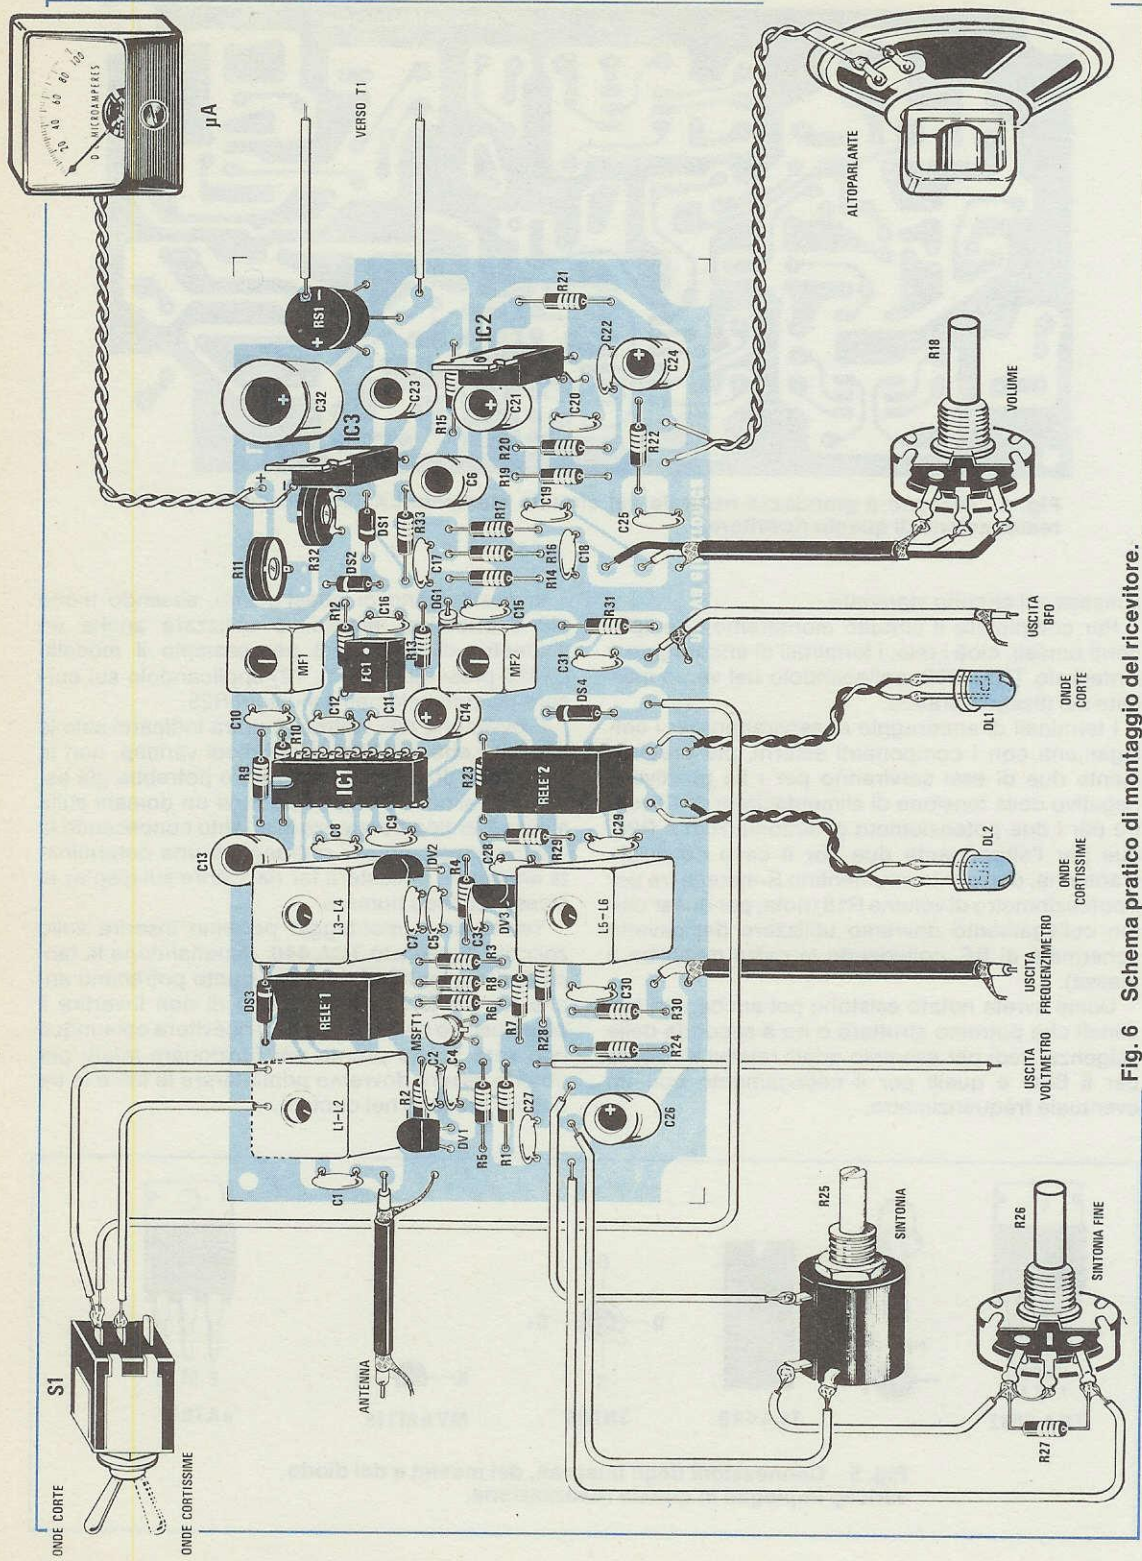 S1
ONDE CORTE
ONDE CORTISSIME
ANTENNA
20 40 60 80 100
D.C. MICROAMPERES
µA
VERSO T1
ALTOPARLANTE
R18
VOLUME
USCITA
BFO
DL1
ONDE
CORTE
DL2
ONDE
CORTISSIME
USCITA
FREQUENZIMETRO
USCITA
VOLTMETRO
R25
SINTONIA
R26
SINTONIA FINE
R27
RS1
+
-
C32
C23
IC2
R21
IC3
R15
C21
C20
C22
C24
R22
R20
R19
C19
C6
C25
R11
R32
DS1
DS2
R33
C17
R17
R16
R14
C18
MF1
R12
C16
FC1
R13
DG1
C15
MF2
R31
C31
DS4
C10
C12
C11
C14
R9
R10
IC1
R23
RELE' 2
C13
C8
C9
DV2
C28
R29
C29
L3-L4
C7
C5
R4
C3
DV3
L5-L6
DS3
RELE' 1
MSFT1
R6
R8
R3
R7
R28
C30
R30
R24
L1-L2
R2
C2
C4
DV1
R5
R1
C27
C26
C1
Fig. 6 Schema pratico di montaggio del ricevitore.